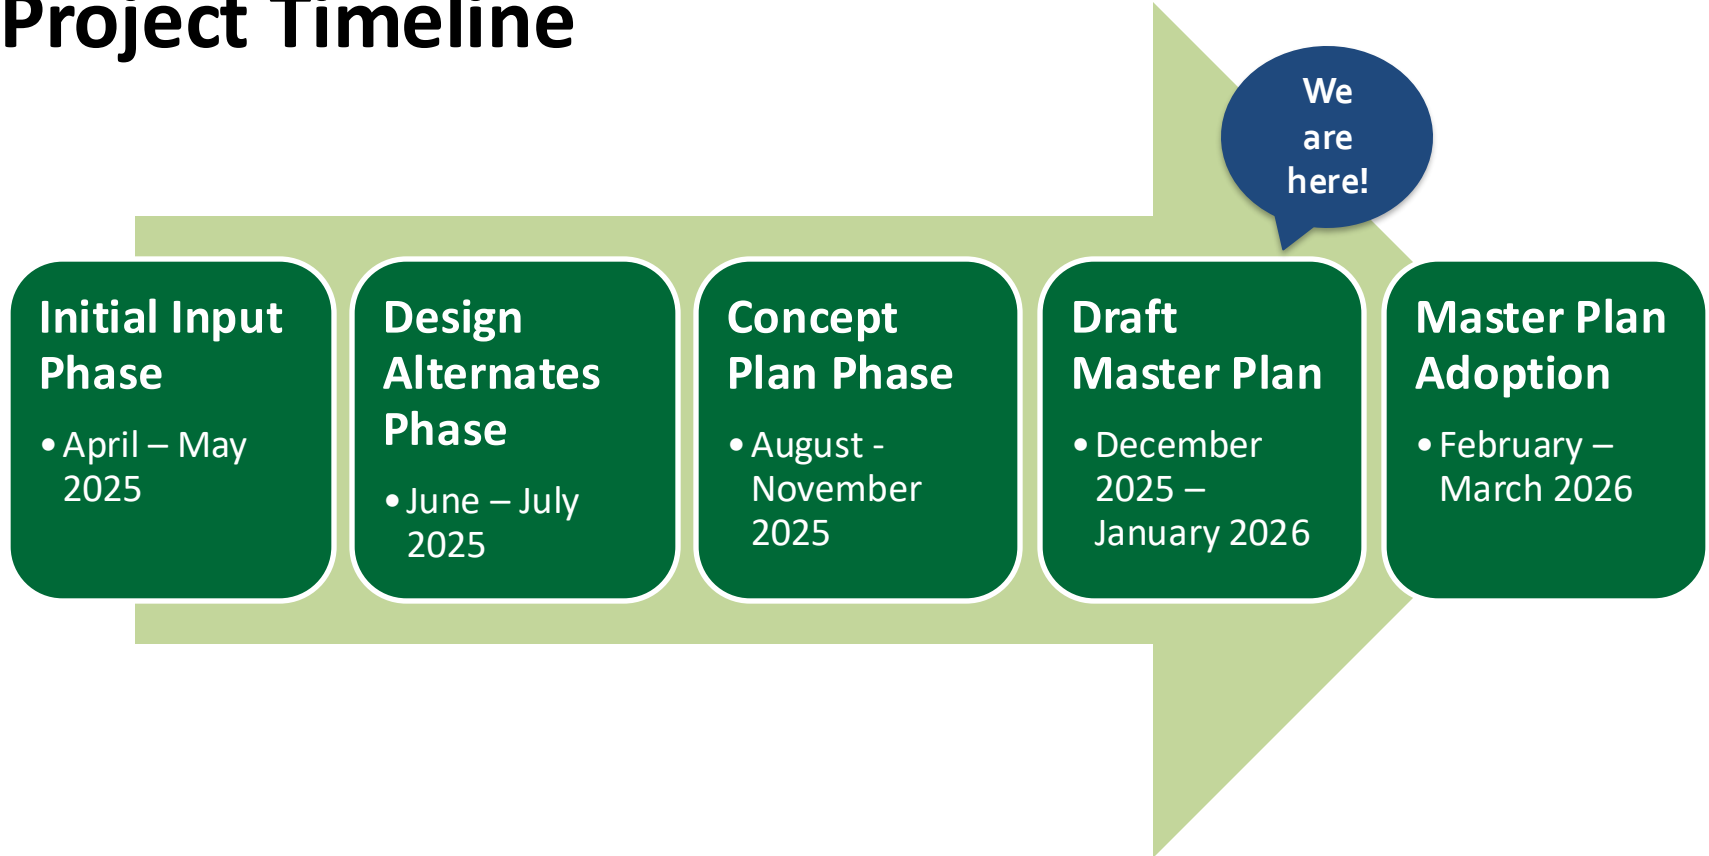 Project Timeline
We
are
here!
Initial Input
Phase
•April – May
2025
Design
Alternates
Phase
•June – July
2025
Concept
Plan Phase
•August -
November
2025
Draft
Master Plan
•December
2025 –
January 2026
Master Plan
Adoption
•February –
March 2026